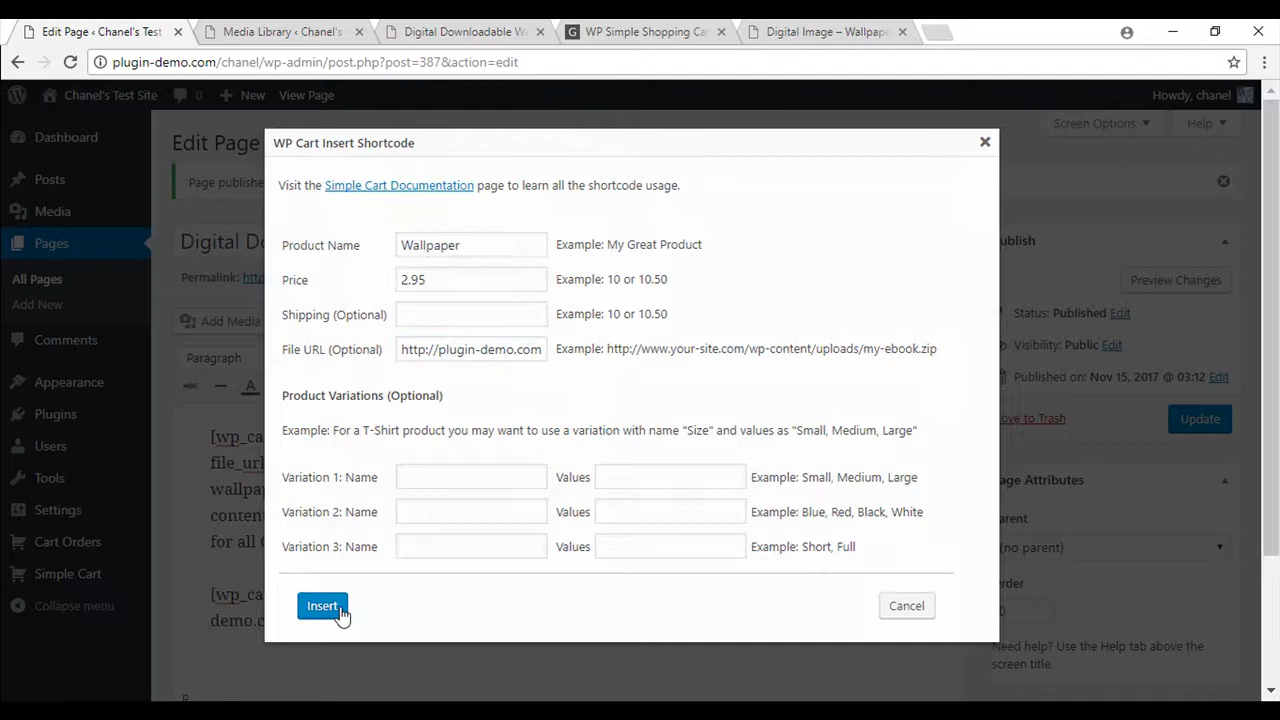 Edit Page ‹ Chanel's Test
Media Library ‹ Chanel's
Digital Downloadable W
WP Simple Shopping Ca
Digital Image – Wallpape
plugin-demo.com/chanel/wp-admin/post.php?post=387&action=edit
Chanel's Test Site
0
New
View Page
Howdy, chanel
Dashboard
Posts
Media
Pages
All Pages
Add New
Comments
Appearance
Plugins
Users
Tools
Settings
Cart Orders
Simple Cart
Collapse menu
Edit Page
Screen Options
Help
Page publishe
Digital Do
Permalink: http
Add Media
Paragraph
ABC
A
[wp_ca
file_url
wallpap
content
for all C
[wp_ca
demo.c
P
WP Cart Insert Shortcode
Visit the Simple Cart Documentation page to learn all the shortcode usage.
Product Name
Wallpaper
Example: My Great Product
Price
2.95
Example: 10 or 10.50
Shipping (Optional)
Example: 10 or 10.50
File URL (Optional)
http://plugin-demo.com
Example: http://www.your-site.com/wp-content/uploads/my-ebook.zip
Product Variations (Optional)
Example: For a T-Shirt product you may want to use a variation with name "Size" and values as "Small, Medium, Large"
Variation 1: Name
Values
Example: Small, Medium, Large
Variation 2: Name
Values
Example: Blue, Red, Black, White
Variation 3: Name
Values
Example: Short, Full
Insert
Cancel
ublish
Preview Changes
Status: Published Edit
Visibility: Public Edit
Published on: Nov 15, 2017 @ 03:12 Edit
ove to Trash
Update
age Attributes
arent
(no parent)
Order
0
Need help? Use the Help tab above the
screen title.